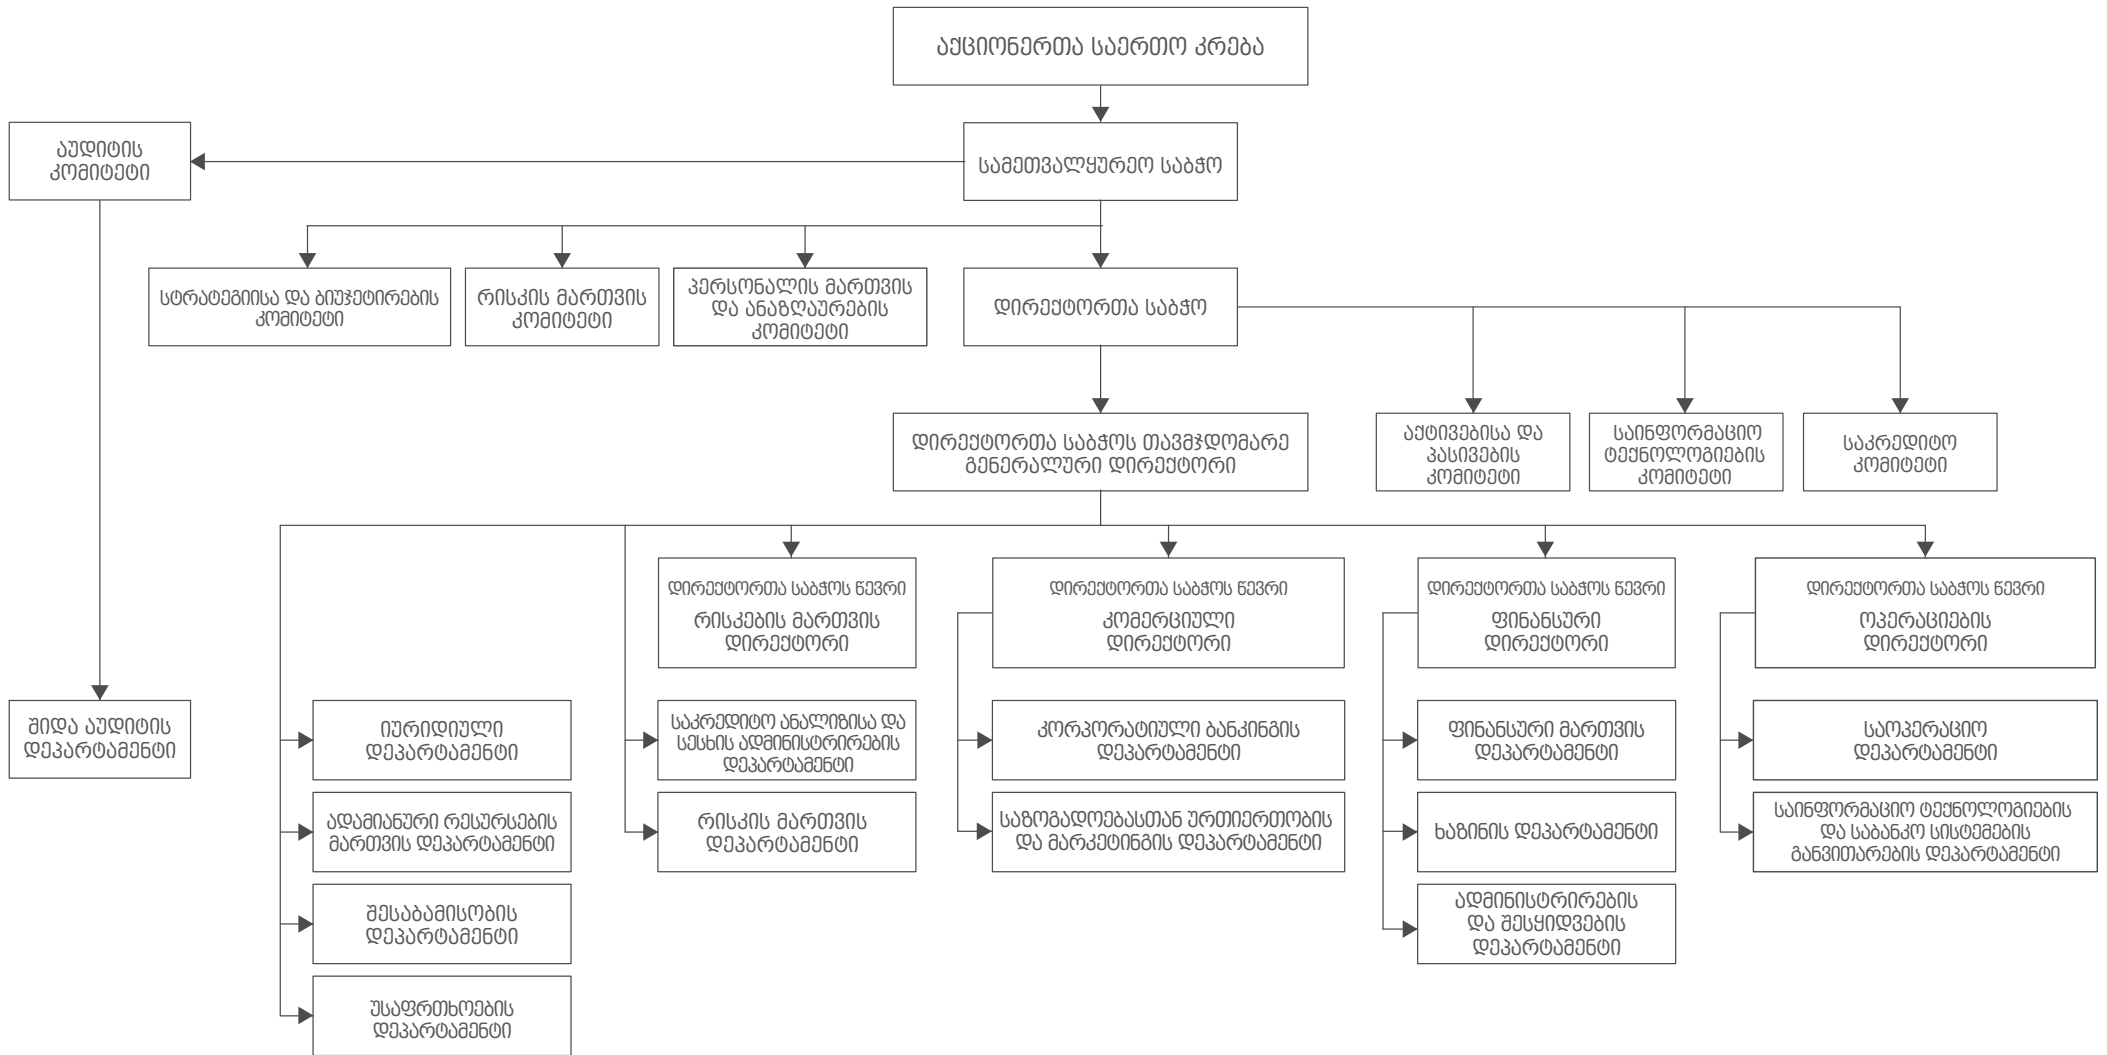 აქციონერთა საერთო კრება
აუდიტის
კომიტეტი
სამეთვალყურეო საბჭო
სტრატეგიისა და ბიუჯეტირების
კომიტეტი
რისკის მართვის
კომიტეტი
პერსონალის მართვის
და ანაზღაურების
კომიტეტი
დირექტორთა საბჭო
დირექტორთა საბჭოს თავმჯდომარე
გენერალური დირექტორი
აქტივებისა და
პასივების
კომიტეტი
საინფორმაციო
ტექნოლოგიების
კომიტეტი
საკრედიტო
კომიტეტი
დირექტორთა საბჭოს წევრი
რისკების მართვის
დირექტორი
დირექტორთა საბჭოს წევრი
კომერციული
დირექტორი
დირექტორთა საბჭოს წევრი
ფინანსური
დირექტორი
დირექტორთა საბჭოს წევრი
ოპერაციების
დირექტორი
შიდა აუდიტის
დეპარტამენტი
იურიდიული
დეპარტამენტი
საკრედიტო ანალიზისა და
სესხის ადმინისტრირების
დეპარტამენტი
კორპორატიული ბანკინგის
დეპარტამენტი
ფინანსური მართვის
დეპარტამენტი
საოპერაციო
დეპარტამენტი
ადამიანური რესურსების
მართვის დეპარტამენტი
რისკის მართვის
დეპარტამენტი
საზოგადოებასთან ურთიერთობის
და მარკეტინგის დეპარტამენტი
ხაზინის დეპარტამენტი
საინფორმაციო ტექნოლოგიების
და საბანკო სისტემების
განვითარების დეპარტამენტი
შესაბამისობის
დეპარტამენტი
ადმინისტრირების
და შესყიდვების
დეპარტამენტი
უსაფრთხოების
დეპარტამენტი